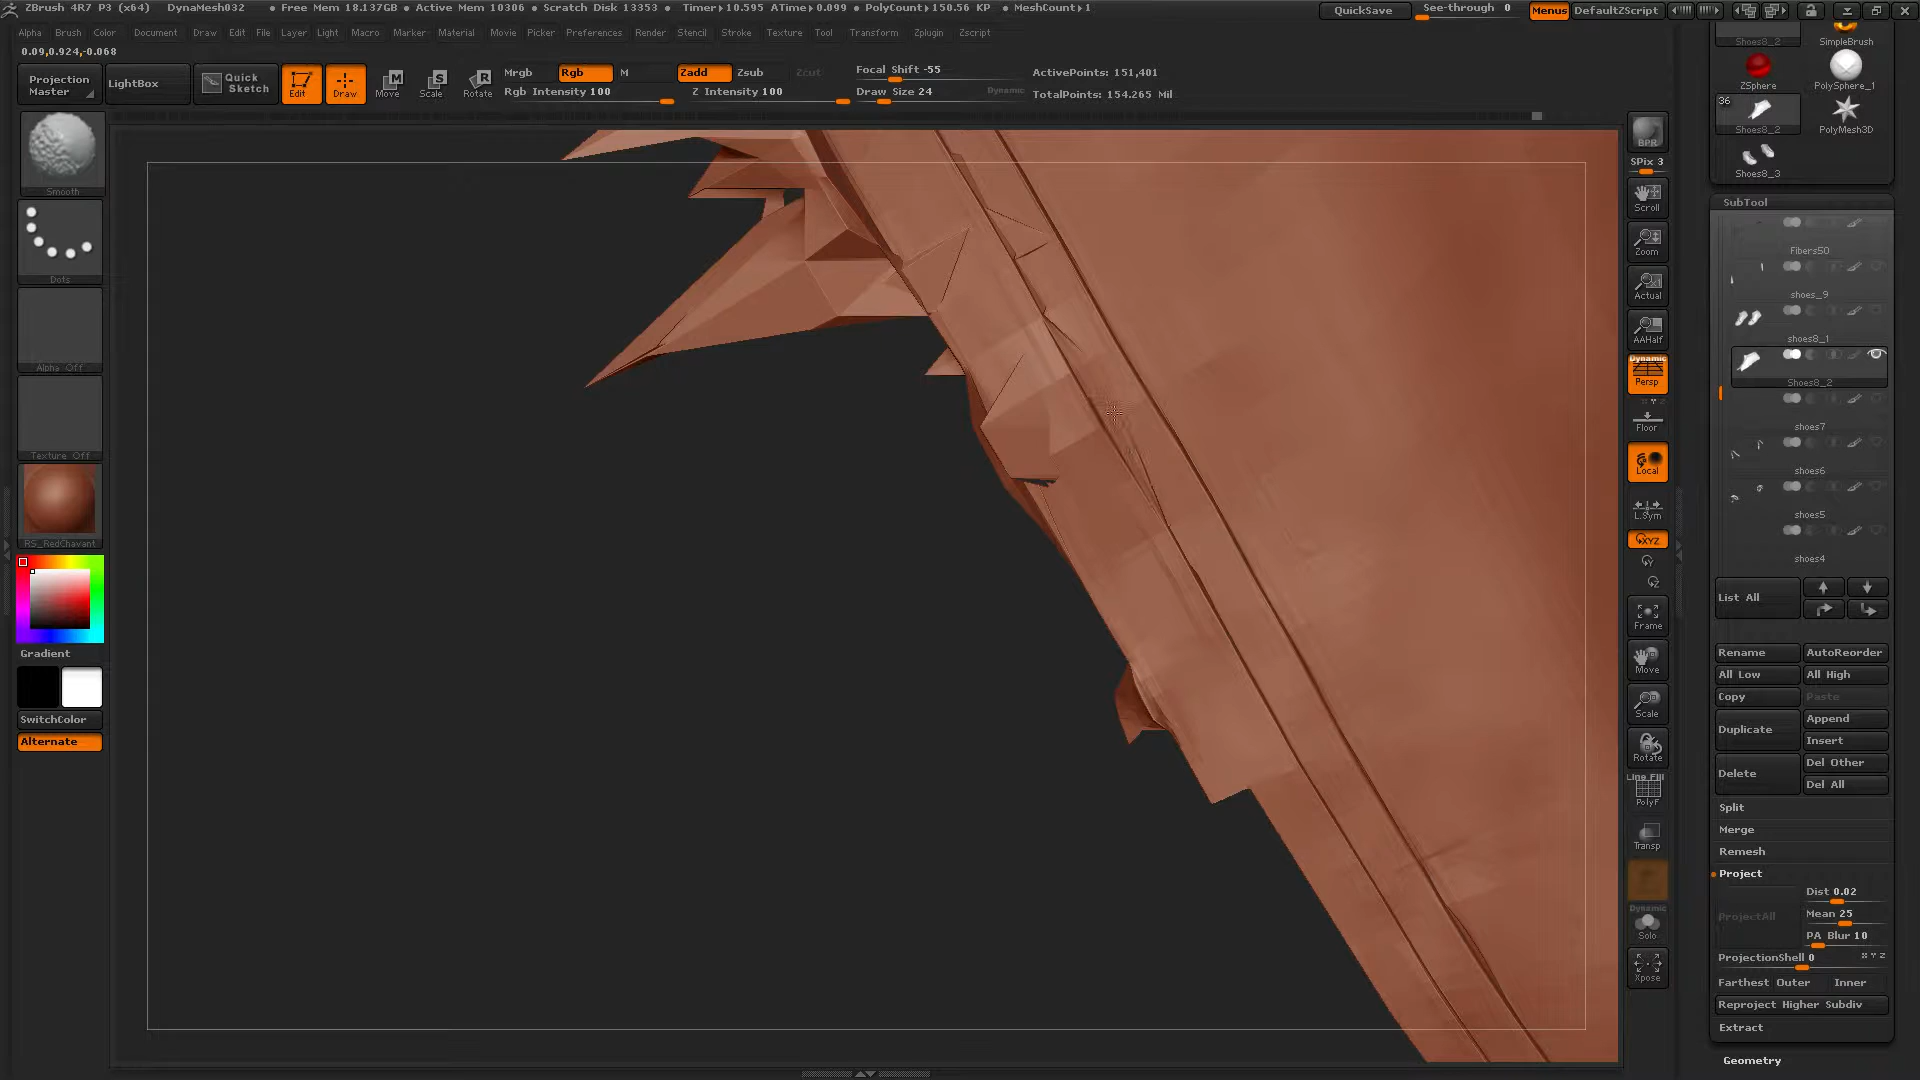 ZBrush 4R7 P3 (x64) DynaMesh032 • Free Mem 18.137GB • Active Mem 10306 • Scratch Disk 13353 • Timer▸10.595 ATime▸0.099 • PolyCount▸150.56 KP • MeshCount▸1 QuickSave See-through 0 Menus DefaultZScript
Alpha Brush Color Document Draw Edit File Layer Light Macro Marker Material Movie Picker Preferences Render Stencil Stroke Texture Tool Transform Zplugin Zscript
0.09,0.924,-0.068
Projection Master
LightBox
Quick Sketch
Edit
Draw
Move
Scale
Rotate
Mrgb Rgb M
Rgb Intensity 100
Zadd Zsub Zcut
Z Intensity 100
Focal Shift -55
Draw Size 24 Dynamic
ActivePoints: 151,401
TotalPoints: 154.265 Mil
Smooth
Dots
Alpha Off
Texture Off
RS_RedChavant
Gradient
SwitchColor
Alternate
BPR
SPix 3
Scroll
Zoom
Actual
AAHalf
Dynamic
Persp
Floor
Local
L.Sym
XYZ
Frame
Move
Scale
Rotate
Line Fill
PolyF
Transp
Dynamic
Solo
Xpose
Shoes8_2
SimpleBrush
ZSphere
PolySphere_1
36
Shoes8_2
PolyMesh3D
Shoes8_3
SubTool
Fibers50
shoes_9
shoes8_1
Shoes8_2
shoes7
shoes6
shoes5
shoes4
List All
Rename AutoReorder
All Low All High
Copy Paste
Duplicate Append
Insert
Delete Del Other
Del All
Split
Merge
Remesh
Project
ProjectAll
Dist 0.02
Mean 25
PA Blur 10
ProjectionShell 0 X Y Z
Farthest Outer Inner
Reproject Higher Subdiv
Extract
Geometry